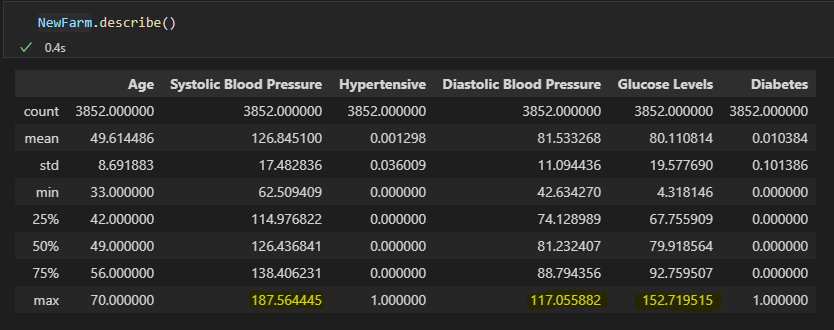 NewFarm.describe()
0.4s
Age Systolic Blood Pressure Hypertensive Diastolic Blood Pressure Glucose Levels Diabetes
count 3852.000000 3852.000000 3852.000000 3852.000000 3852.000000 3852.000000
mean 49.614486 126.845100 0.001298 81.533268 80.110814 0.010384
std 8.691883 17.482836 0.036009 11.094436 19.577690 0.101386
min 33.000000 62.509409 0.000000 42.634270 4.318146 0.000000
25% 42.000000 114.976822 0.000000 74.128989 67.755909 0.000000
50% 49.000000 126.436841 0.000000 81.232407 79.918564 0.000000
75% 56.000000 138.406231 0.000000 88.794356 92.759507 0.000000
max 70.000000 187.564445 1.000000 117.055882 152.719515 1.000000